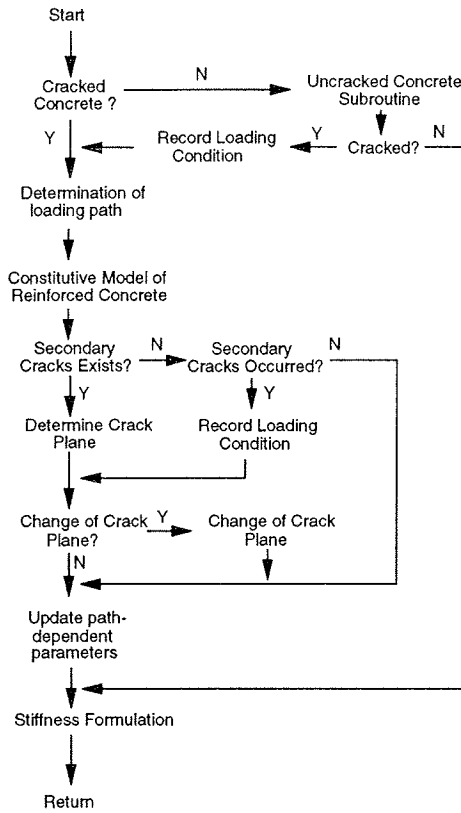 Start
N
Cracked
Concrete ?
Uncracked Concrete
Subroutine
Y
Record Loading
Condition
Y
Cracked?
N
Determination of
loading path
Constitutive Model of
Reinforced Concrete
Secondary
Cracks Exists?
N
Secondary
Cracks Occurred?
N
Y
Y
Determine Crack
Plane
Record Loading
Condition
Change of Crack
Plane?
Y
Change of Crack
Plane
N
Update path-
dependent
parameters
Stiffness Formulation
Return